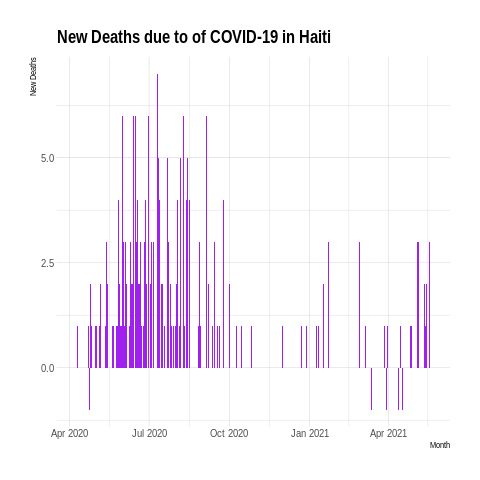 New Deaths due to of COVID-19 in Haiti
New Deaths
5.0
2.5
0.0
Apr 2020 Jul 2020 Oct 2020 Jan 2021 Apr 2021
Month